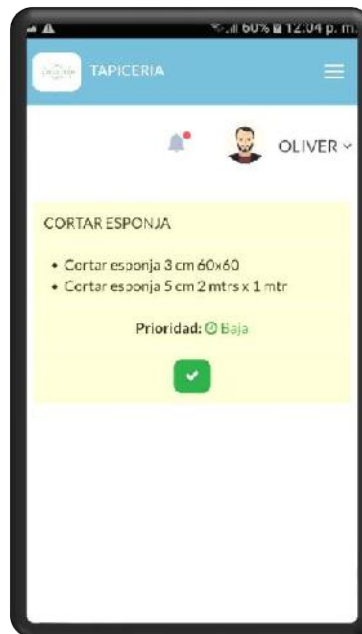 60% 12:04 p. m.
TAPICERIA
OLIVER
CORTAR ESPONJA
• Cortar esponja 3 cm 60x60
• Cortar esponja 5 cm 2 mtrs x 1 mtr
Prioridad: Baja